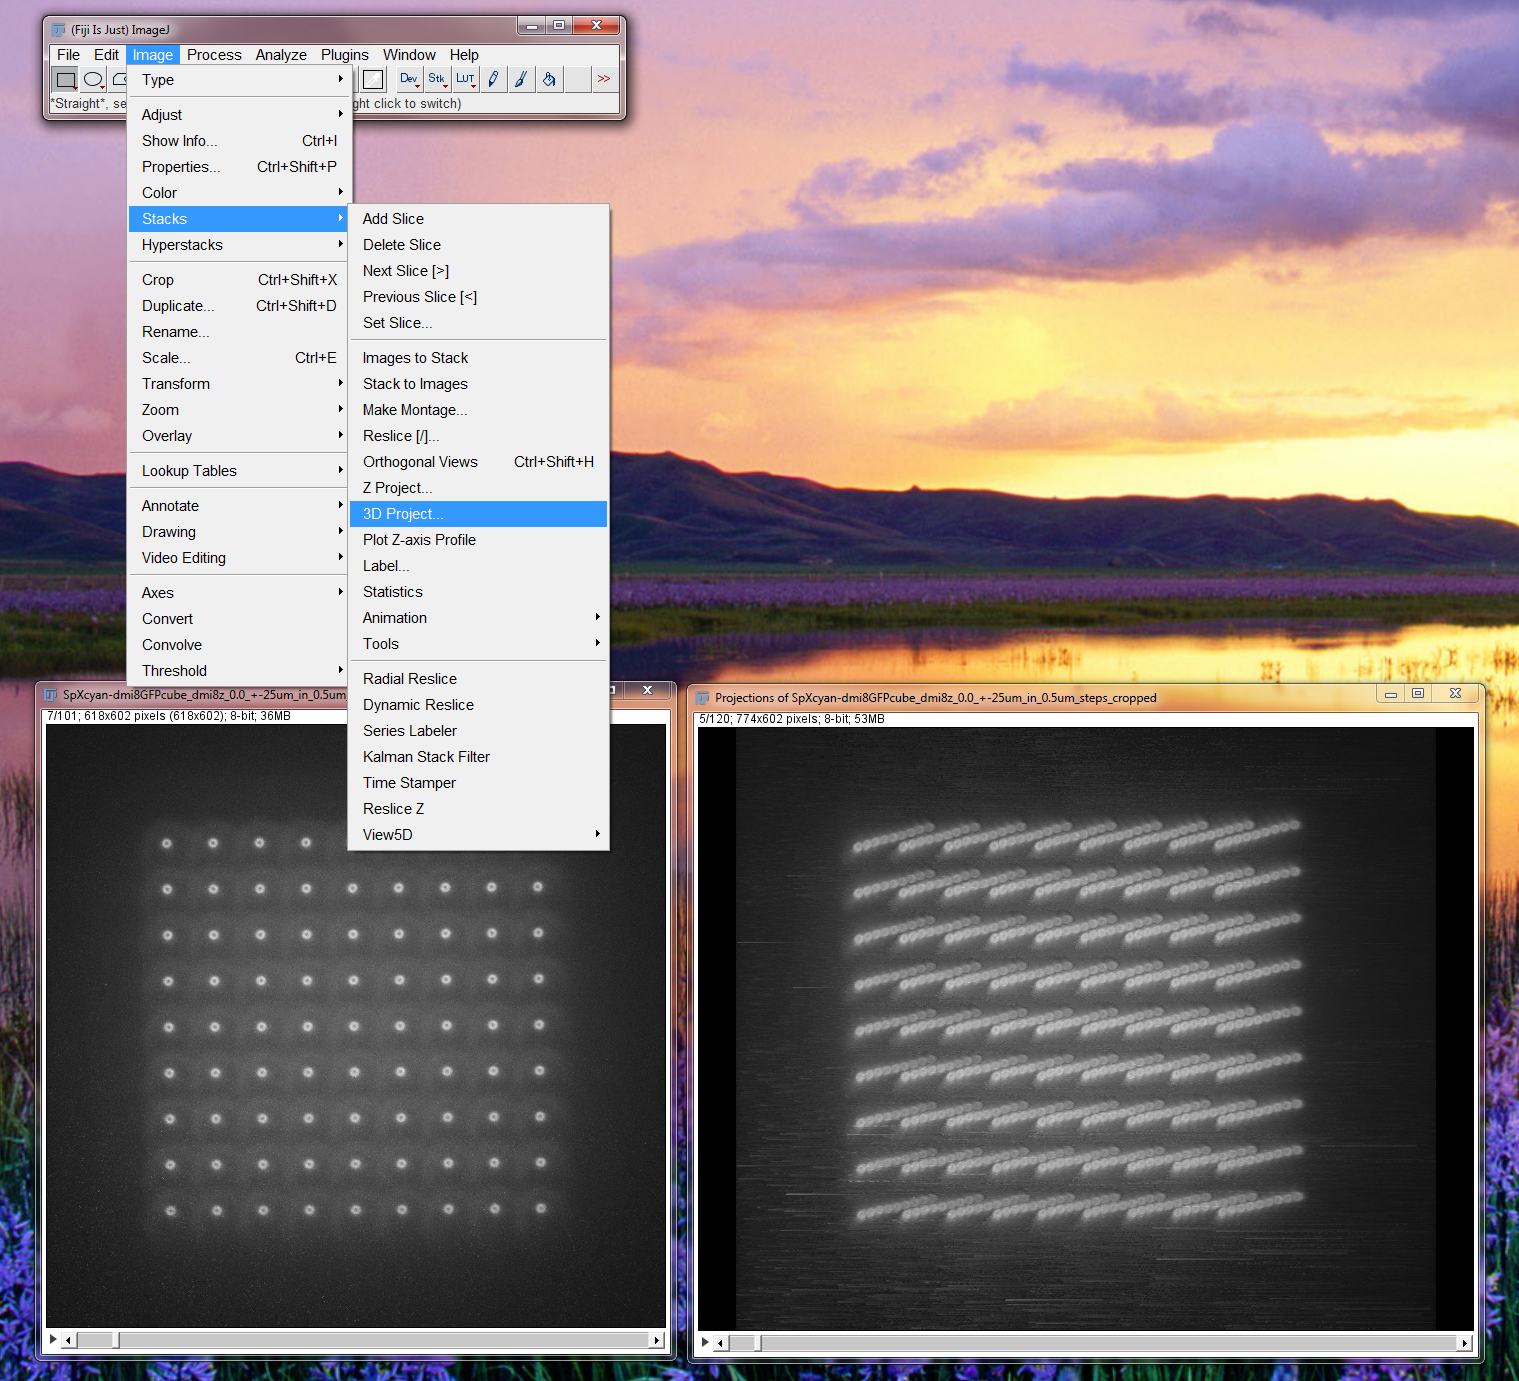 (Fiji Is Just) ImageJ
File Edit Image Process Analyze Plugins Window Help
Dev Stk LUT >>
*Straight*, se
ght click to switch)
Type
Adjust
Show Info... Ctrl+I
Properties... Ctrl+Shift+P
Color
Stacks
Hyperstacks
Crop Ctrl+Shift+X
Duplicate... Ctrl+Shift+D
Rename...
Scale... Ctrl+E
Transform
Zoom
Overlay
Lookup Tables
Annotate
Drawing
Video Editing
Axes
Convert
Convolve
Threshold
Add Slice
Delete Slice
Next Slice [>]
Previous Slice [<]
Set Slice...
Images to Stack
Stack to Images
Make Montage...
Reslice [/]...
Orthogonal Views Ctrl+Shift+H
Z Project...
3D Project...
Plot Z-axis Profile
Label...
Statistics
Animation
Tools
Radial Reslice
Dynamic Reslice
Series Labeler
Kalman Stack Filter
Time Stamper
Reslice Z
View5D
SpXcyan-dmi8GFPcube_dmi8z_0.0_+-25um_in_0.5um_
7/101; 618x602 pixels (618x602); 8-bit; 36MB
Projections of SpXcyan-dmi8GFPcube_dmi8z_0.0_+-25um_in_0.5um_steps_cropped
5/120; 774x602 pixels; 8-bit; 53MB